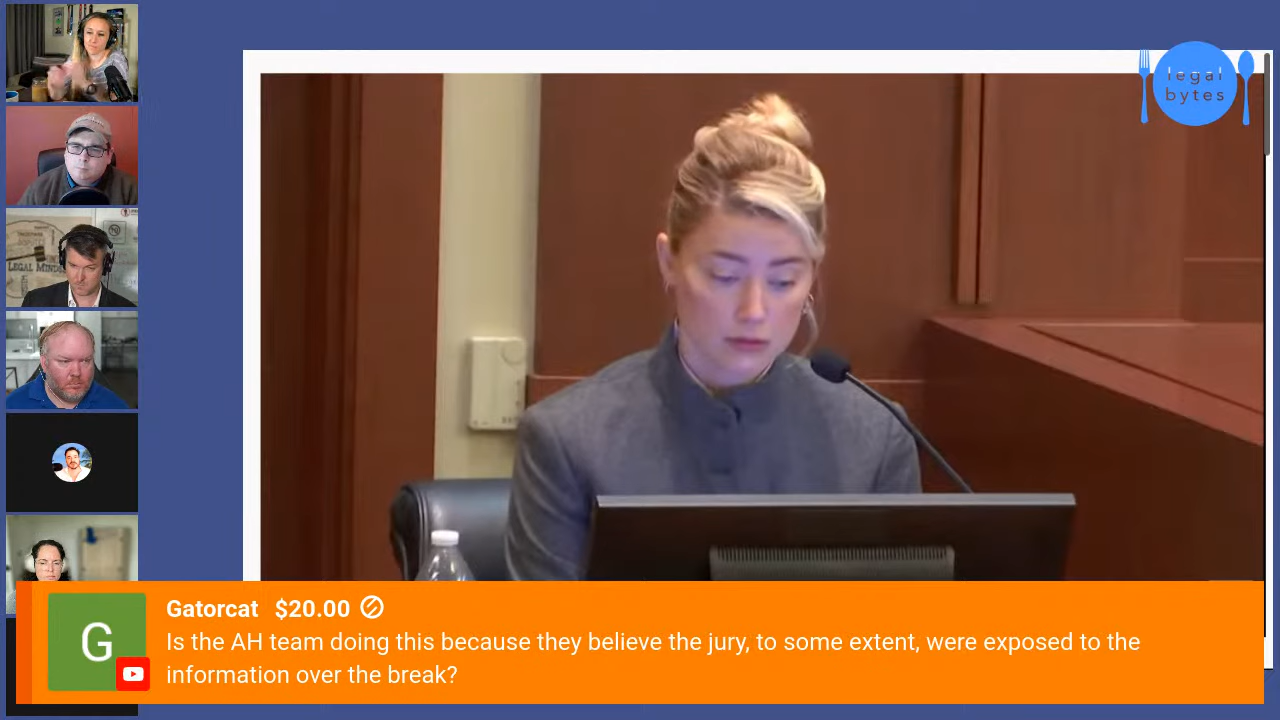 legal
bytes
LEGAL MINDS
G
Gatorcat $20.00
Is the AH team doing this because they believe the jury, to some extent, were exposed to the
information over the break?